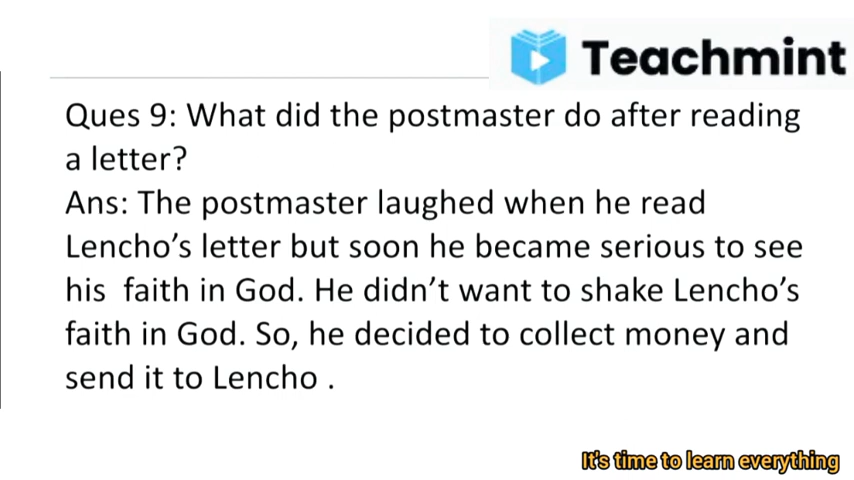 Teachmint
Ques 9: What did the postmaster do after reading
a letter?
Ans: The postmaster laughed when he read
Lencho’s letter but soon he became serious to see
his  faith in God. He didn’t want to shake Lencho’s
faith in God. So, he decided to collect money and
send it to Lencho .
It's time to learn everything